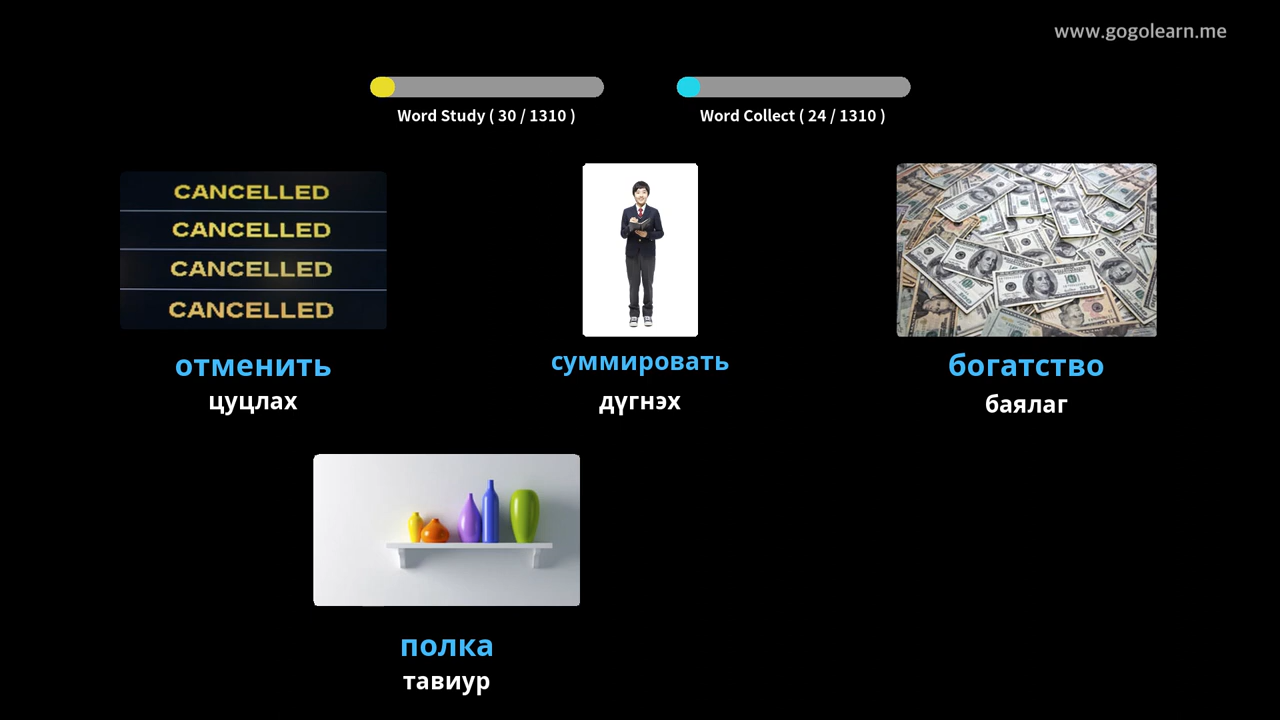 www.gogolearn.me
Word Study ( 30 / 1310 )
Word Collect ( 24 / 1310 )
CANCELLED
CANCELLED
CANCELLED
CANCELLED
отменить
цуцлах
суммировать
дүгнэх
богатство
баялаг
полка
тавиур